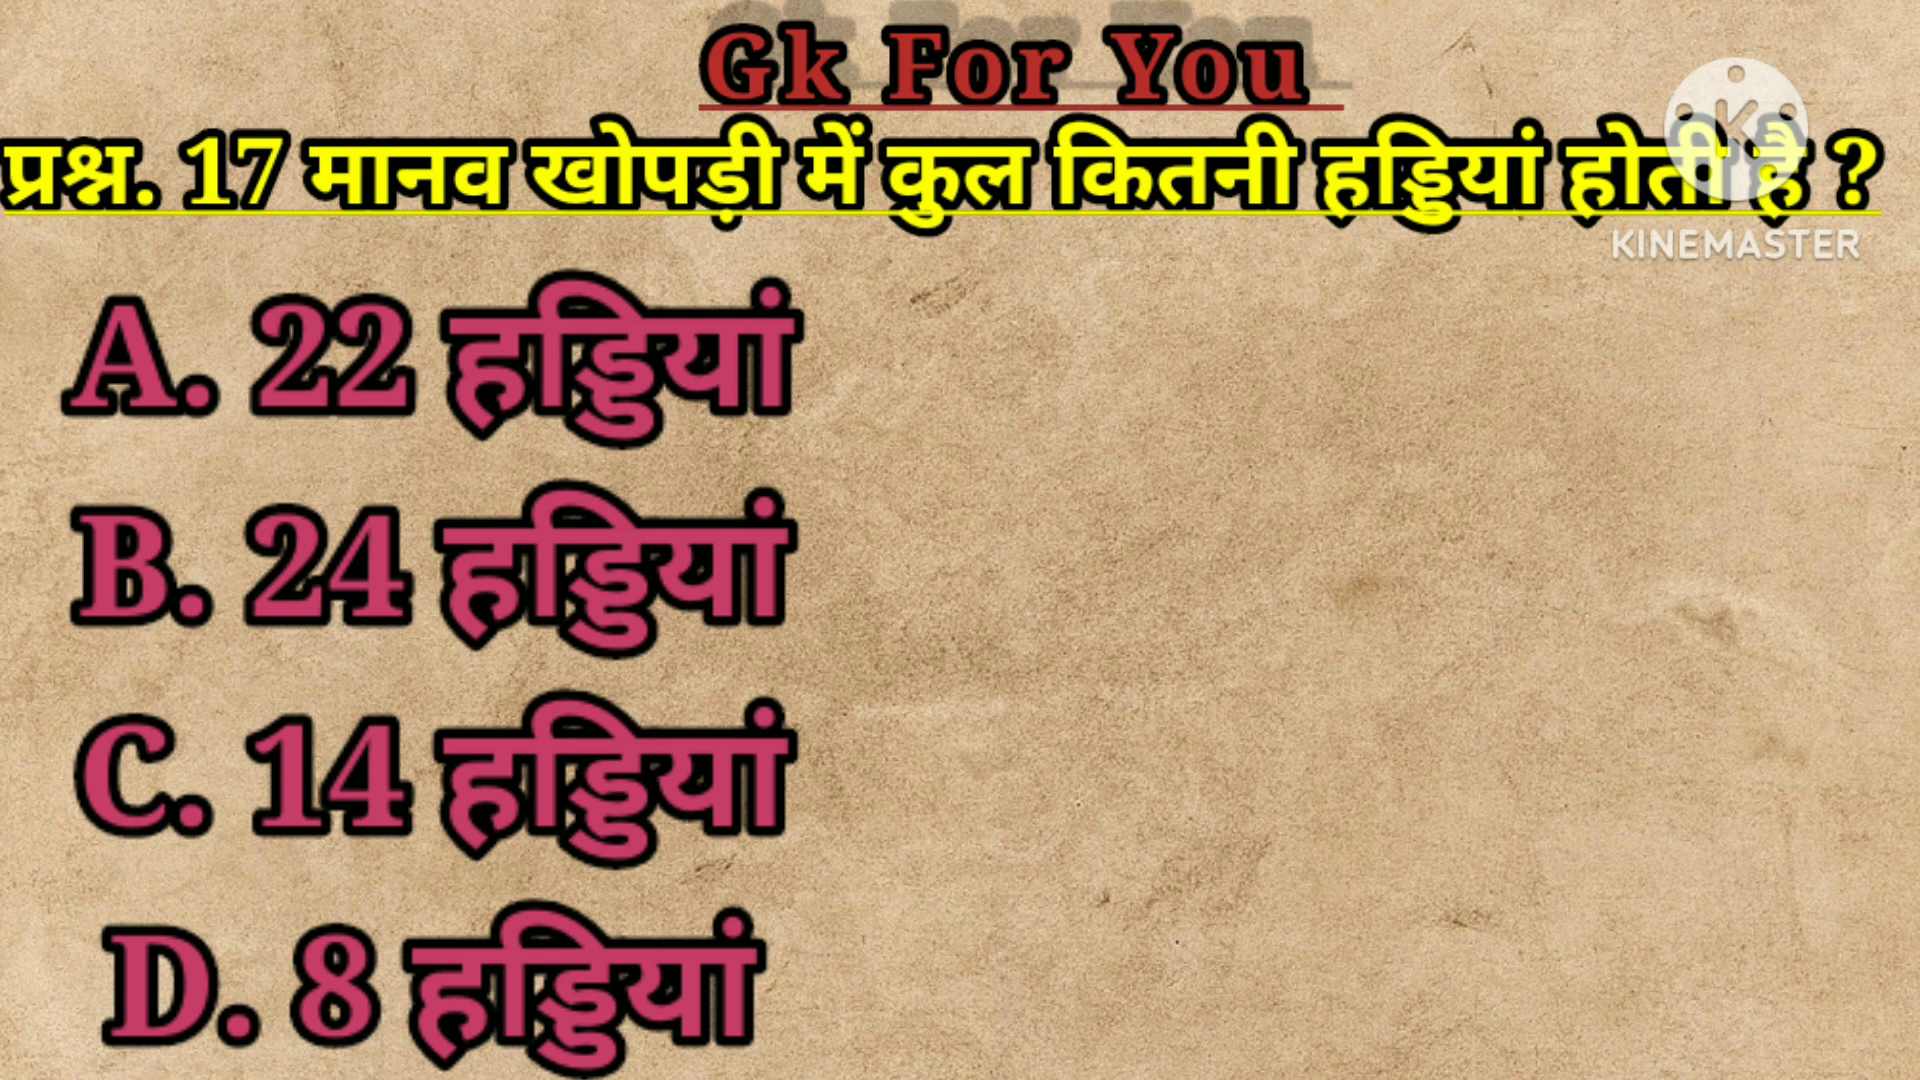 Gk For You
प्रश्न. 17 मानव खोपड़ी में कुल कितनी हड्डियां होती है ?
KINEMASTER
A. 22 हड्डियां
B. 24 हड्डियां
C. 14 हड्डियां
D. 8 हड्डियां